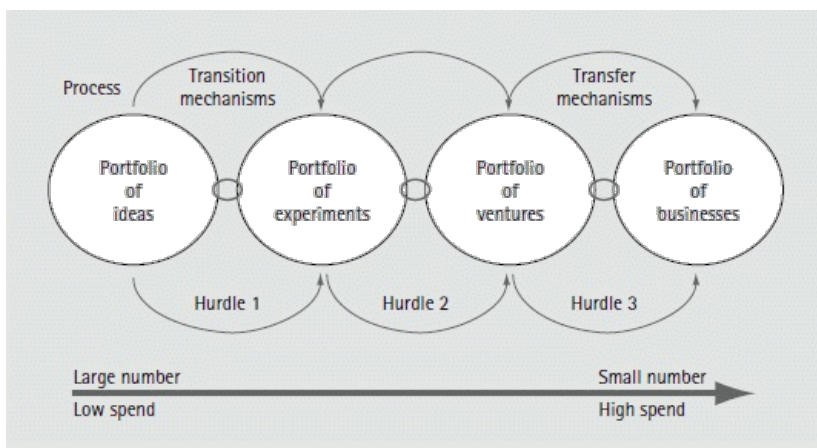 Process
Transition
mechanisms
Transfer
mechanisms
Portfolio
of
ideas
Portfolio
of
experiments
Portfolio
of
ventures
Portfolio
of
businesses
Hurdle 1
Hurdle 2
Hurdle 3
Large number
Small number
Low spend
High spend